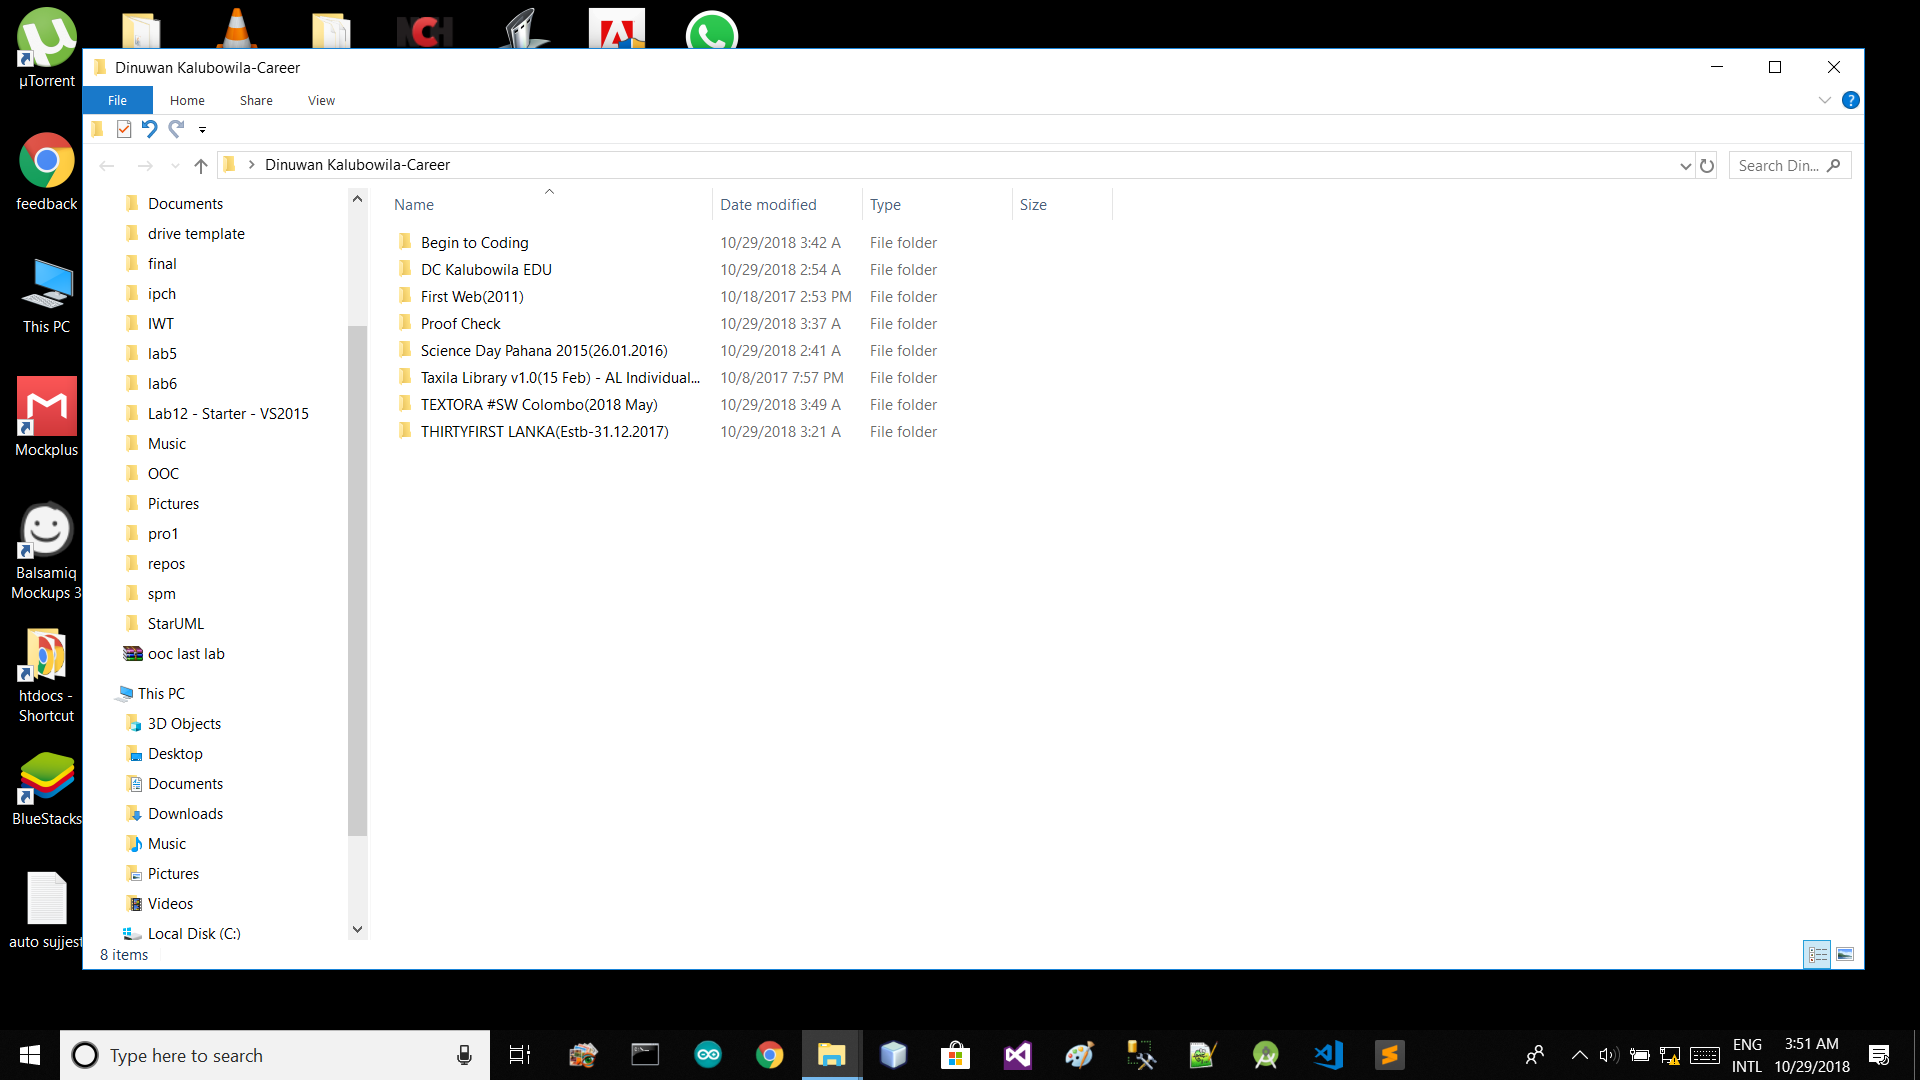 µTorrent
feedback
This PC
Mockplus
Balsamiq
Mockups 3
htdocs -
Shortcut
BlueStacks
auto sujjest
NCH
Dinuwan Kalubowila-Career
File Home Share View
Dinuwan Kalubowila-Career
Search Din...
Documents
drive template
final
ipch
IWT
lab5
lab6
Lab12 - Starter - VS2015
Music
OOC
Pictures
pro1
repos
spm
StarUML
ooc last lab
This PC
3D Objects
Desktop
Documents
Downloads
Music
Pictures
Videos
Local Disk (C:)
Name Date modified Type Size
Begin to Coding 10/29/2018 3:42 A File folder
DC Kalubowila EDU 10/29/2018 2:54 A File folder
First Web(2011) 10/18/2017 2:53 PM File folder
Proof Check 10/29/2018 3:37 A File folder
Science Day Pahana 2015(26.01.2016) 10/29/2018 2:41 A File folder
Taxila Library v1.0(15 Feb) - AL Individual... 10/8/2017 7:57 PM File folder
TEXTORA #SW Colombo(2018 May) 10/29/2018 3:49 A File folder
THIRTYFIRST LANKA(Estb-31.12.2017) 10/29/2018 3:21 A File folder
8 items
Type here to search
ENG
INTL
3:51 AM
10/29/2018